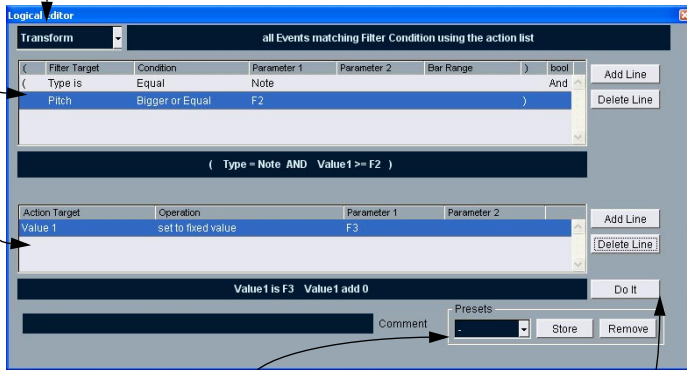 Logical Editor
Transform all Events matching Filter Condition using the action list
( Filter Target Condition Parameter 1 Parameter 2 Bar Range ) bool
( Type is Equal Note And
Pitch Bigger or Equal F2 )
Add Line
Delete Line
( Type = Note AND Value1 >= F2 )
Action Target Operation Parameter 1 Parameter 2
Value 1 set to fixed value F3
Add Line
Delete Line
Value1 is F3 Value1 add 0
Do It
Presets
Comment - Store Remove